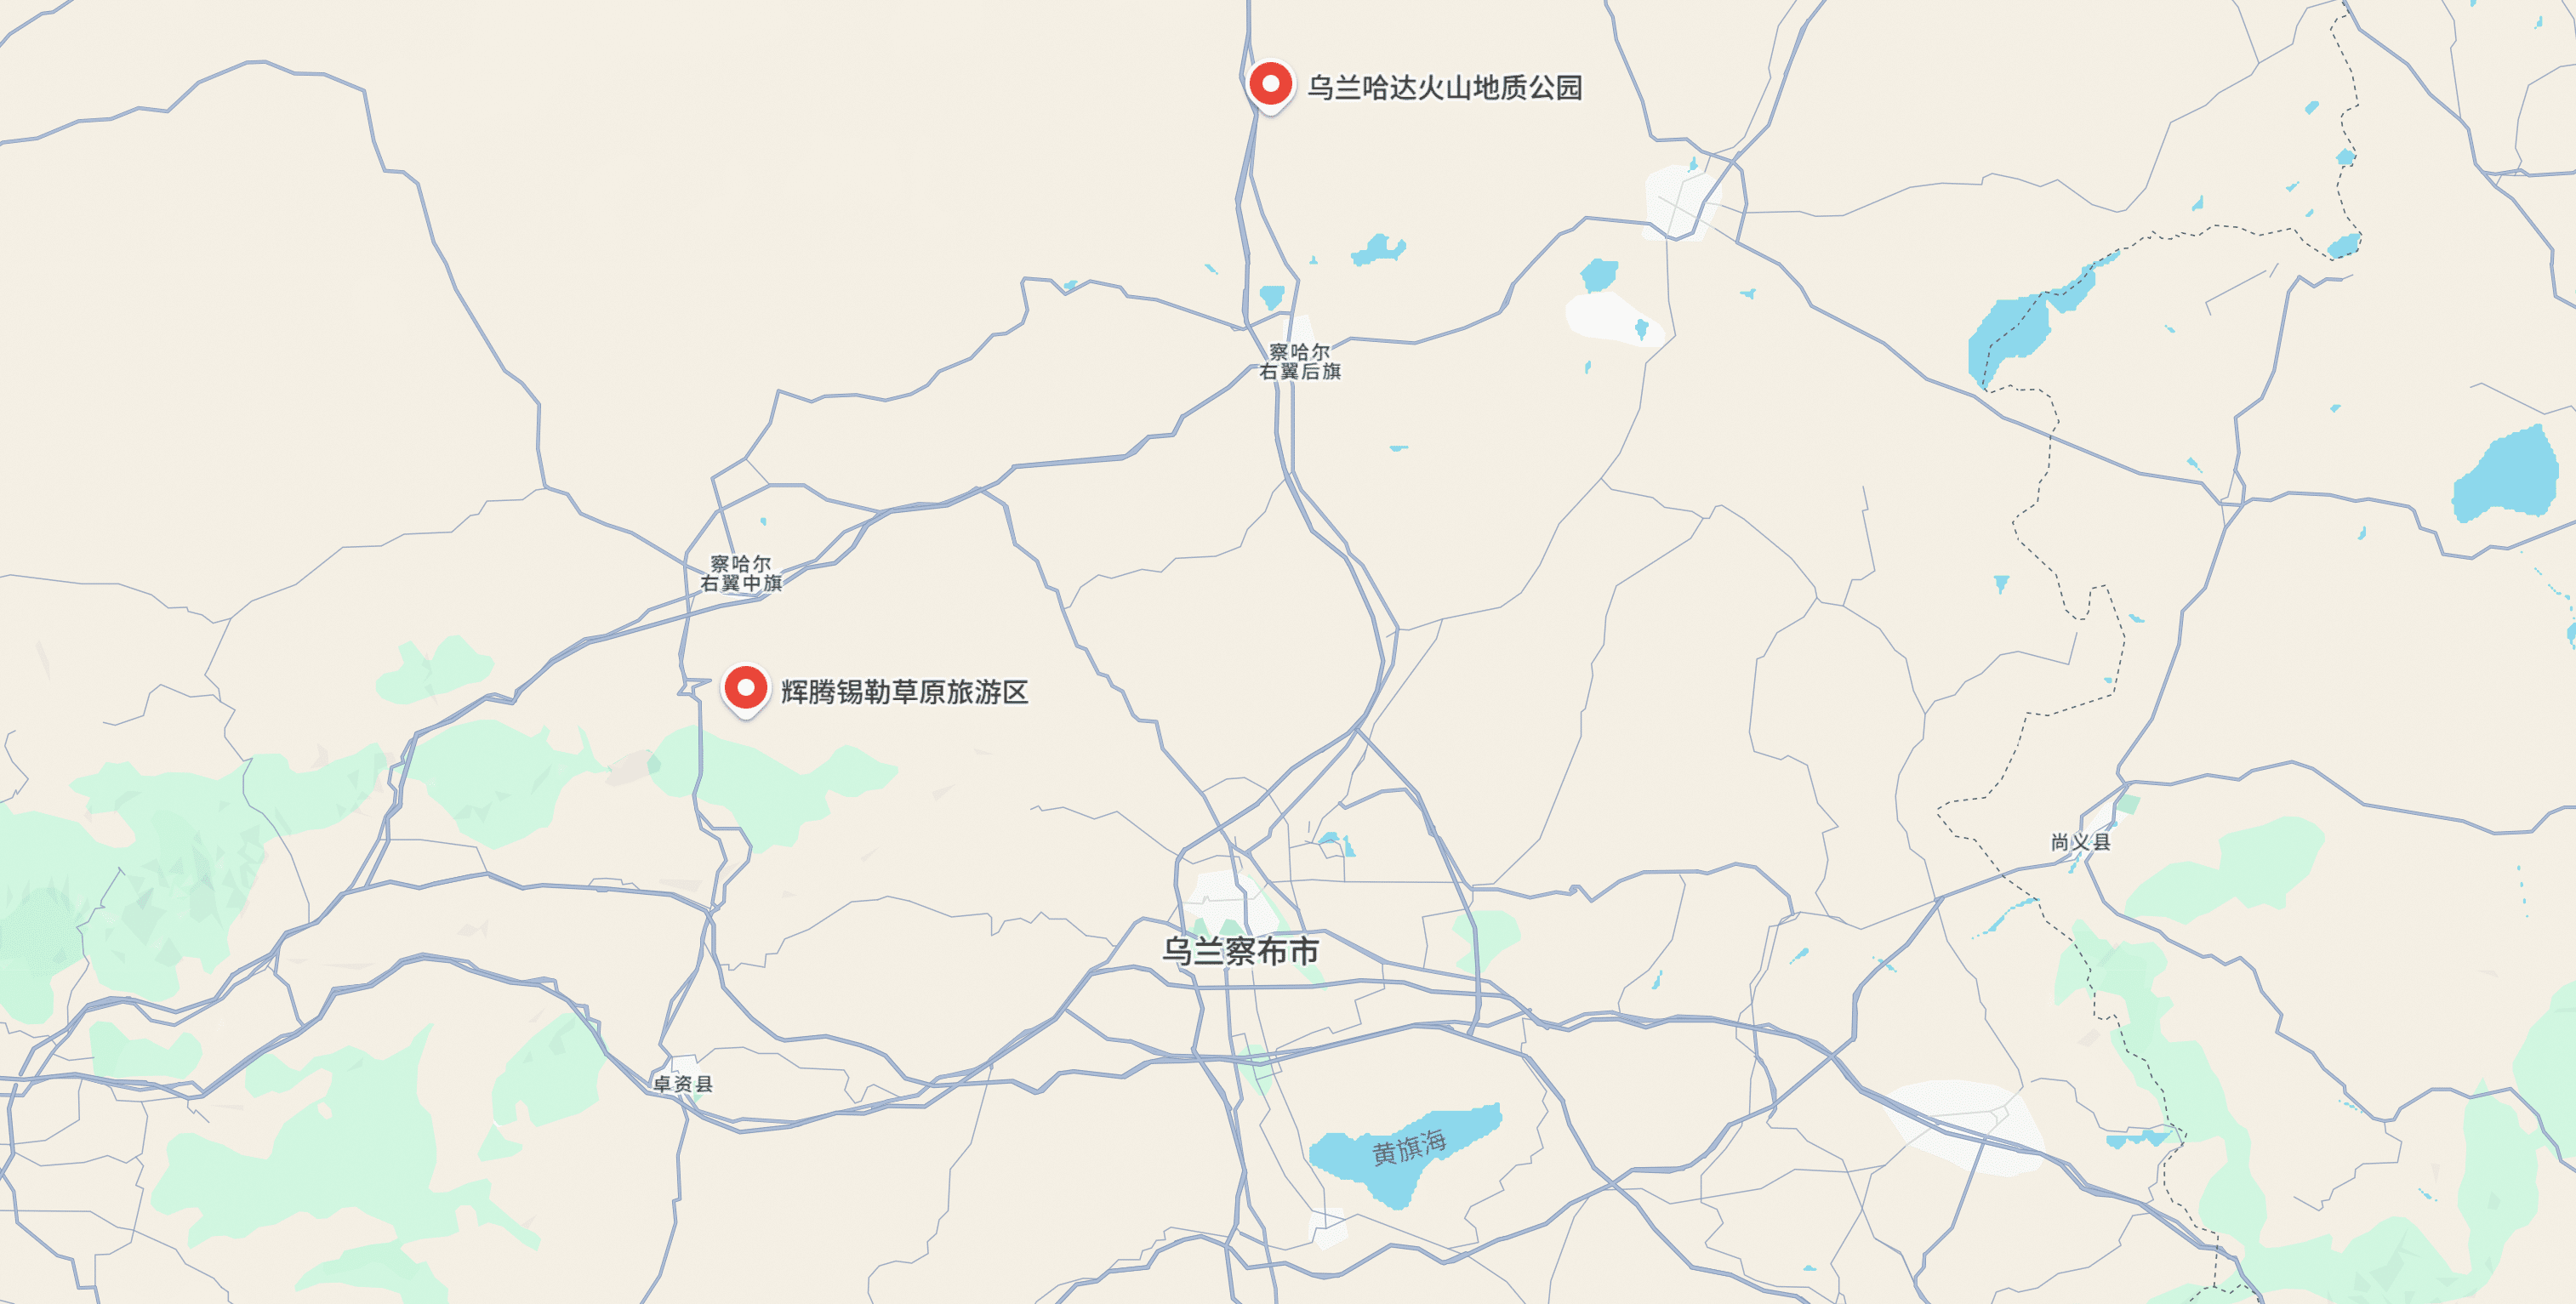 乌兰哈达火山地质公园
察哈尔
右翼后旗
察哈尔
右翼中旗
辉腾锡勒草原旅游区
尚义县
乌兰察布市
卓资县
黄旗海